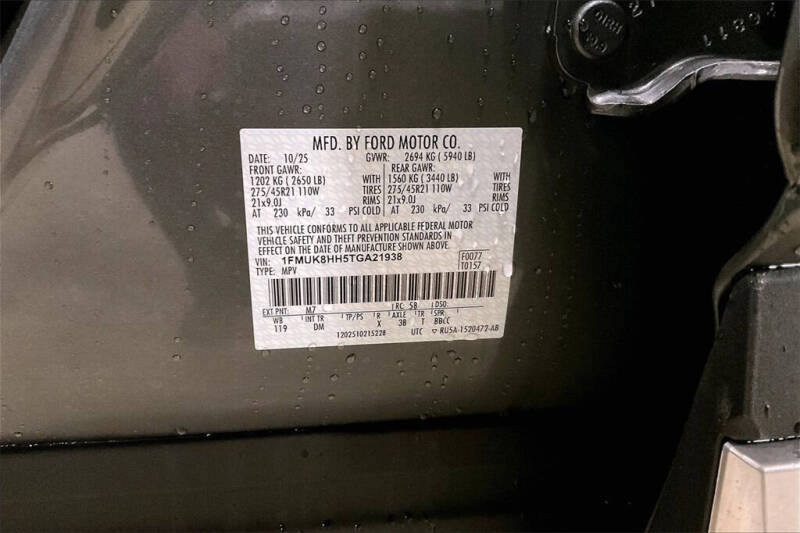 MFD. BY FORD MOTOR CO.
DATE: 10/25 GVWR: 2694 KG ( 5940 LB)
FRONT GAWR: REAR GAWR:
1202 KG ( 2650 LB) WITH 1560 KG ( 3440 LB) WITH
275/45R21 110W TIRES 275/45R21 110W TIRES
21x9.0J RIMS 21x9.0J RIMS
AT 230 kPa/ 33 PSI COLD AT 230 kPa/ 33 PSI COLD
THIS VEHICLE CONFORMS TO ALL APPLICABLE FEDERAL MOTOR
VEHICLE SAFETY AND THEFT PREVENTION STANDARDS IN
EFFECT ON THE DATE OF MANUFACTURE SHOWN ABOVE.
VIN: 1FMUK8HH5TGA21938 F0077
TYPE: MPV T0157
EXT PNT: M7 RC: 5B DSO:
WB INT TR TP/PS R AXLE TR SPR
119 DM X 3B T BBCC
1202510215228 UTC RU5A-1520472-AB